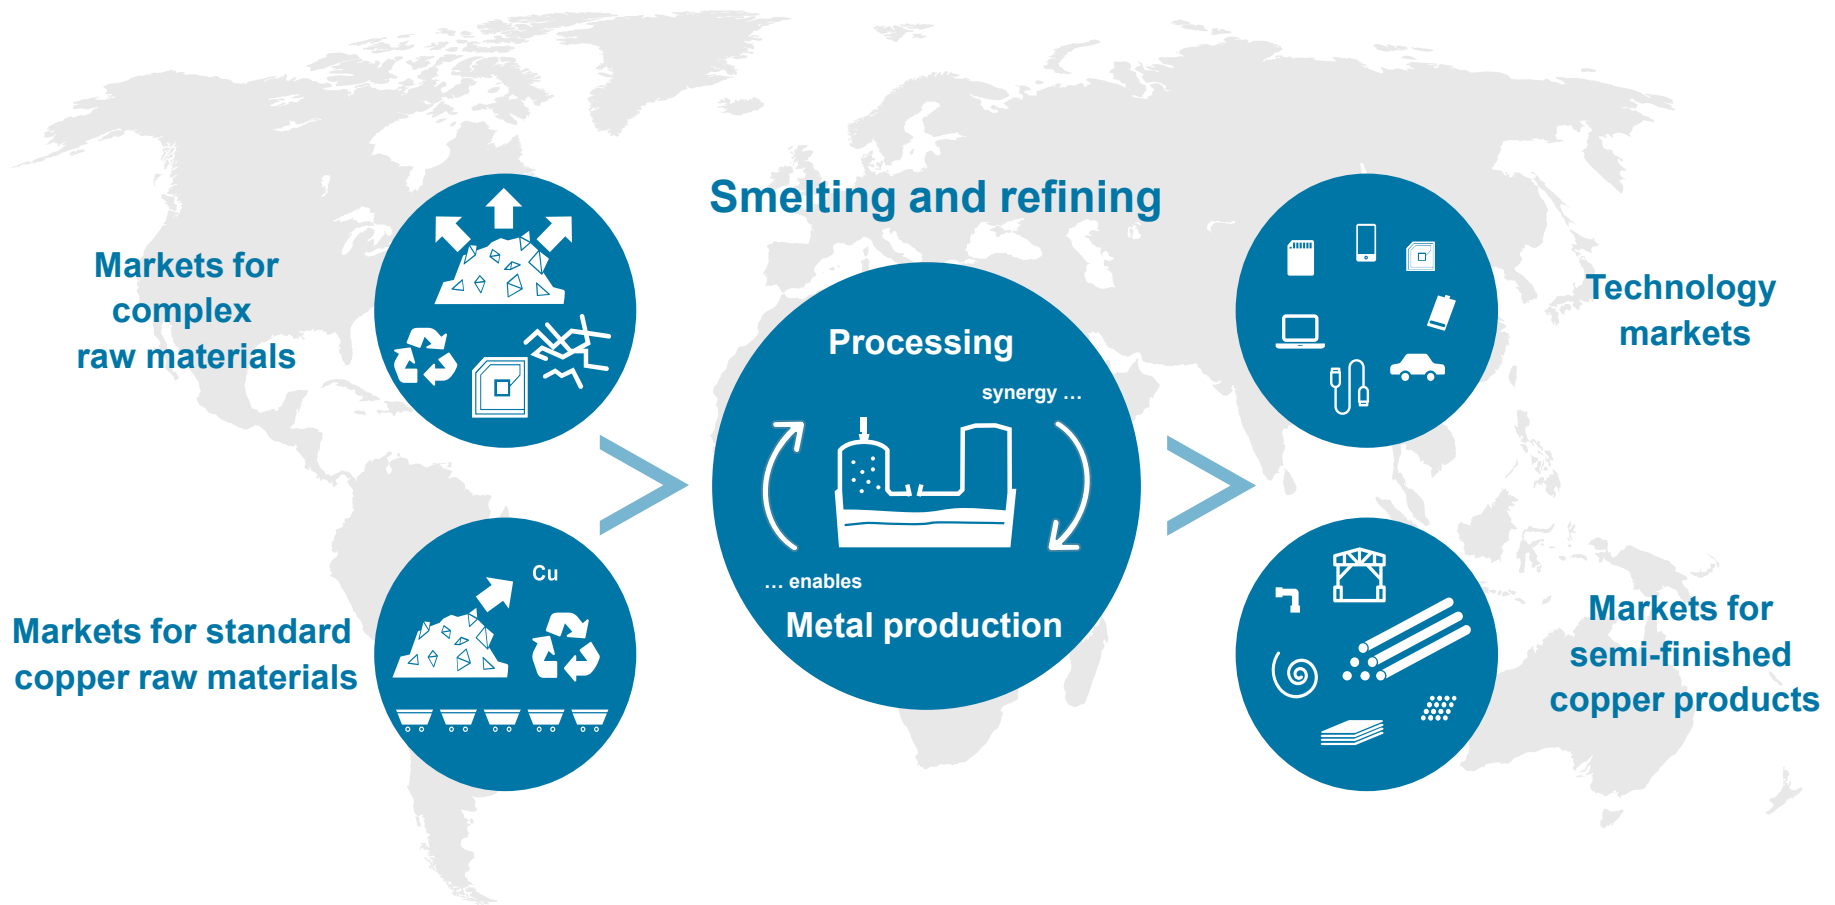 Smelting and refining
Markets for
complex
raw materials
Technology
markets
Processing
synergy ...
... enables
Metal production
Cu
Markets for standard
copper raw materials
Markets for
semi-finished
copper products